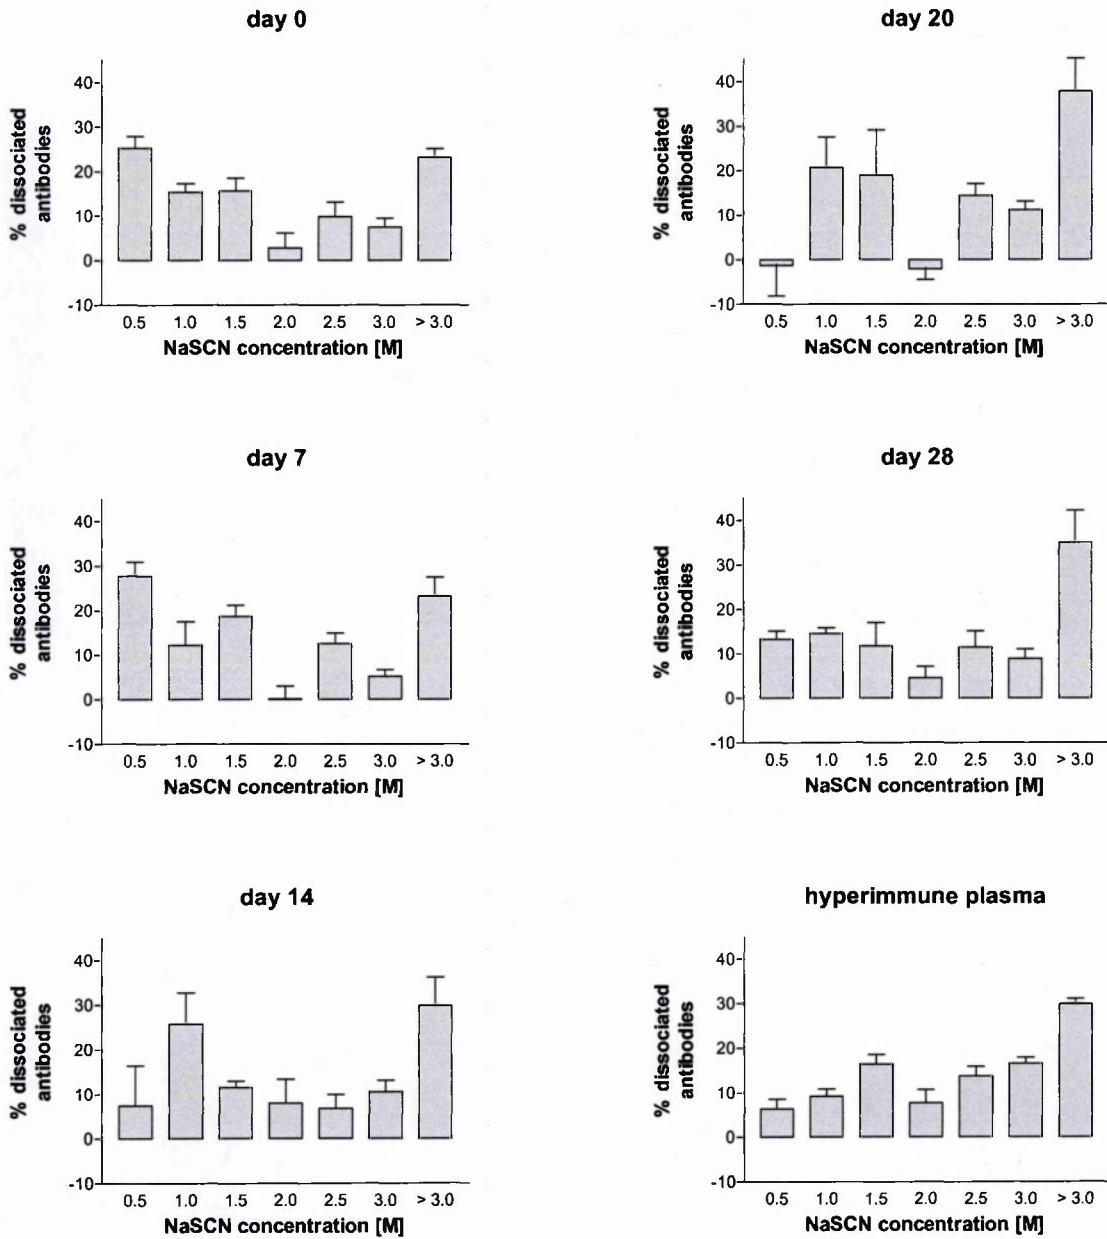 day 0
% dissociated
antibodies
40
30
20
10
0
-10
0.5 1.0 1.5 2.0 2.5 3.0 > 3.0
NaSCN concentration [M]
day 20
% dissociated
antibodies
40
30
20
10
0
-10
0.5 1.0 1.5 2.0 2.5 3.0 > 3.0
NaSCN concentration [M]
day 7
% dissociated
antibodies
40
30
20
10
0
-10
0.5 1.0 1.5 2.0 2.5 3.0 > 3.0
NaSCN concentration [M]
day 28
% dissociated
antibodies
40
30
20
10
0
-10
0.5 1.0 1.5 2.0 2.5 3.0 > 3.0
NaSCN concentration [M]
day 14
% dissociated
antibodies
40
30
20
10
0
-10
0.5 1.0 1.5 2.0 2.5 3.0 > 3.0
NaSCN concentration [M]
hyperimmune plasma
% dissociated
antibodies
40
30
20
10
0
-10
0.5 1.0 1.5 2.0 2.5 3.0 > 3.0
NaSCN concentration [M]